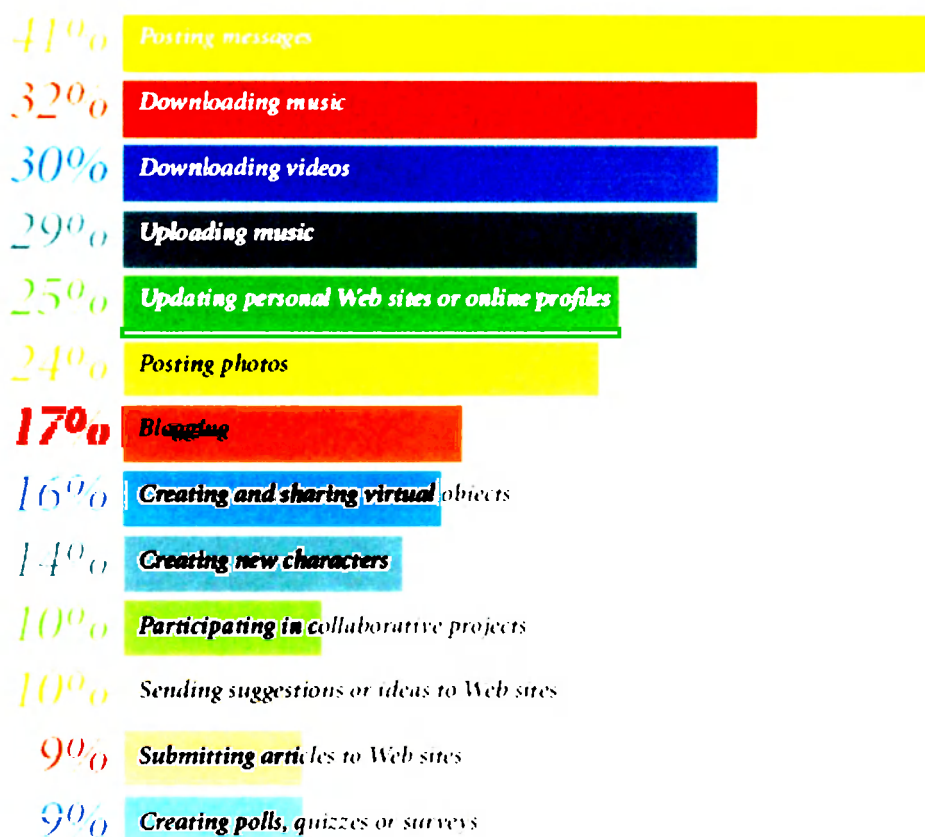 41% Posting messages
32% Downloading music
30% Downloading videos
29% Uploading music
25% Updating personal Web sites or online profiles
24% Posting photos
17% Blogging
16% Creating and sharing virtual objects
14% Creating new characters
10% Participating in collaborative projects
10% Sending suggestions or ideas to Web sites
9% Submitting articles to Web sites
9% Creating polls, quizzes or surveys